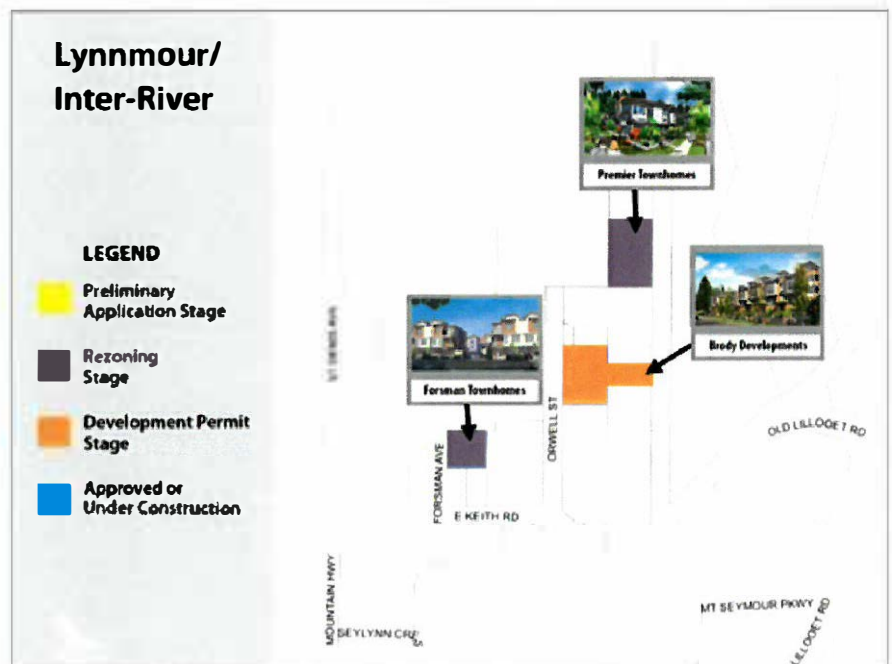 Lynnmour/
Inter-River
LEGEND
Preliminary
Application Stage
Rezoning
Stage
Development Permit
Stage
Approved or
Under Construction
Premier Townhomes
Brody Developments
Forsman Townhomes
ORWELL ST
OLD LILLOOET RD
FORSMAN AVE
E KEITH RD
MOUNTAIN HWY
SEYLYNN CRES
MT SEYMOUR PKWY
LILLOOET RD